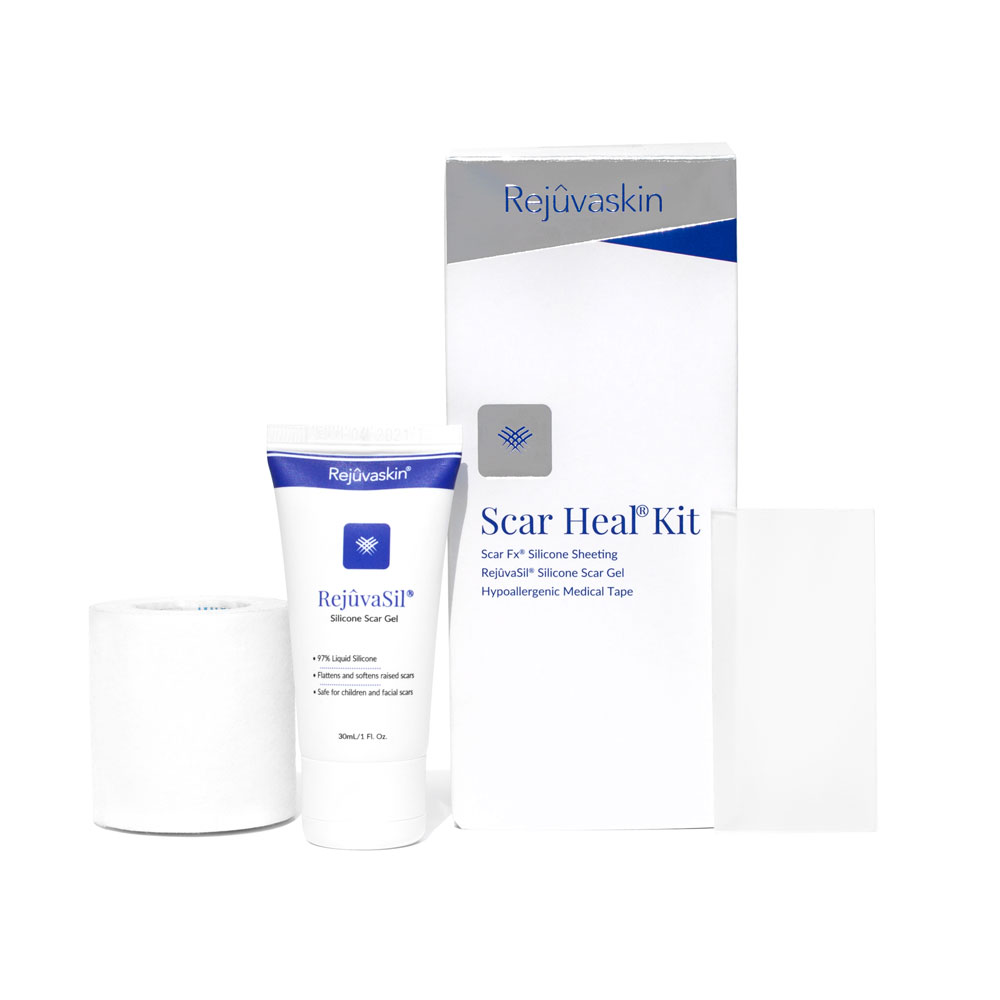 Rejûvaskin
Scar Heal® Kit
Scar Fx® Silicone Sheeting
RejûvaSil® Silicone Scar Gel
Hypoallergenic Medical Tape
Rejûvaskin®
RejûvaSil®
Silicone Scar Gel
• 97% Liquid Silicone
• Flattens and softens raised scars
• Safe for children and facial scars
30mL/1 Fl. Oz.